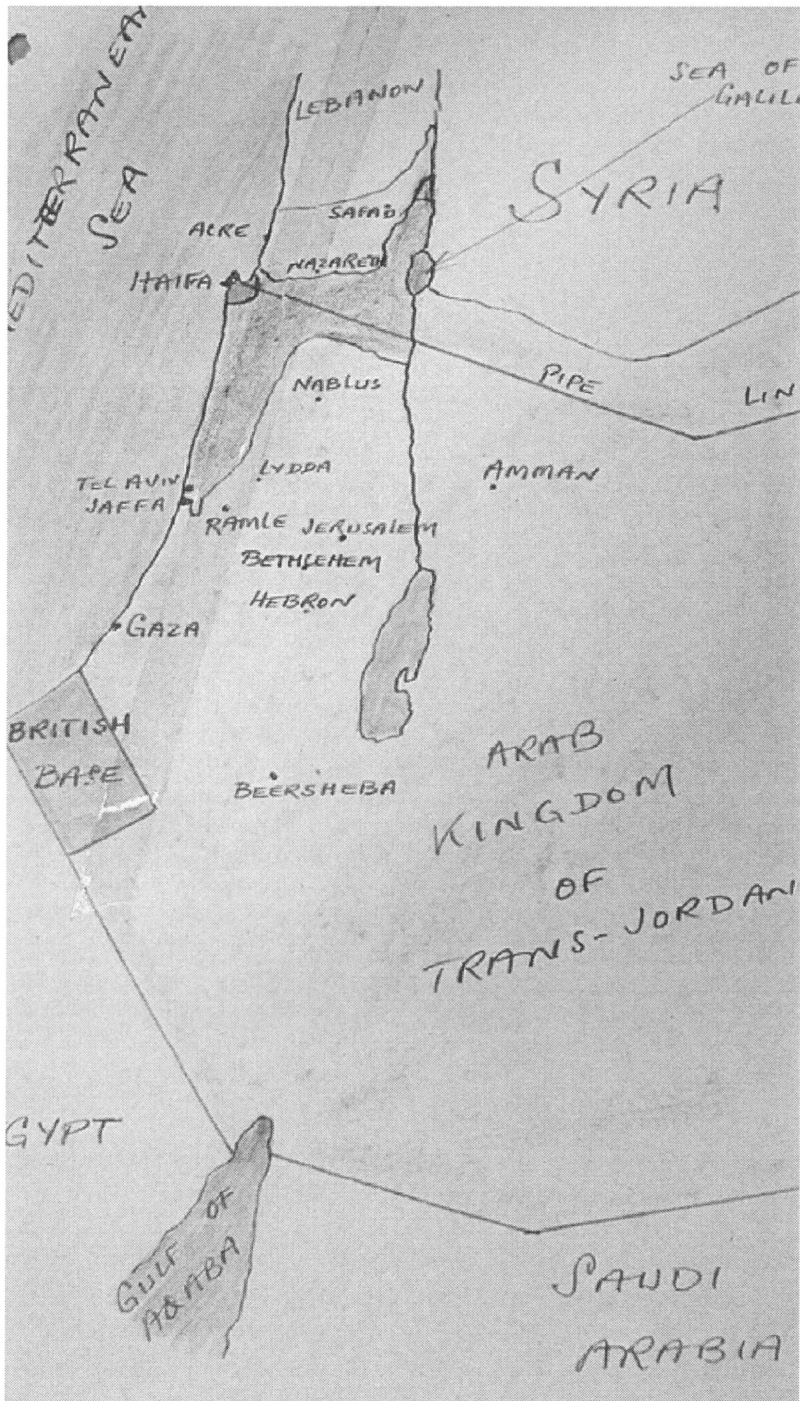 EDITERRANEAN
SEA
LEBANON
SEA OF
GALIL
SYRIA
SAFAD
ACRE
NAZARETH
HAIFA
PIPE
LIN
NABLUS
TEL AVIV
JAFFA
LYDDA
AMMAN
RAMLE
JERUSALEM
BETHLEHEM
HEBRON
GAZA
BRITISH
BASE
BEERSHEBA
ARAB
KINGDOM
OF
TRANS-JORDAN
GYPT
GULF OF
AQABA
SAUDI
ARABIA